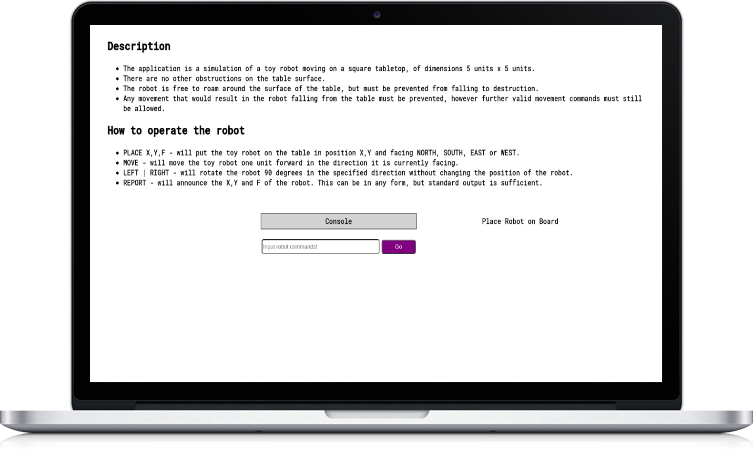 Description
• The application is a simulation of a toy robot moving on a square tabletop, of dimensions 5 units x 5 units.
• There are no other obstructions on the table surface.
• The robot is free to roam around the surface of the table, but must be prevented from falling to destruction.
• Any movement that would result in the robot falling from the table must be prevented, however further valid movement commands must still
be allowed.
How to operate the robot
• PLACE X,Y,F - will put the toy robot on the table in position X,Y and facing NORTH, SOUTH, EAST or WEST.
• MOVE - will move the toy robot one unit forward in the direction it is currently facing.
• LEFT | RIGHT - will rotate the robot 90 degrees in the specified direction without changing the position of the robot.
• REPORT - will announce the X,Y and F of the robot. This can be in any form, but standard output is sufficient.
Console
Place Robot on Board
Input robot commands!
Go